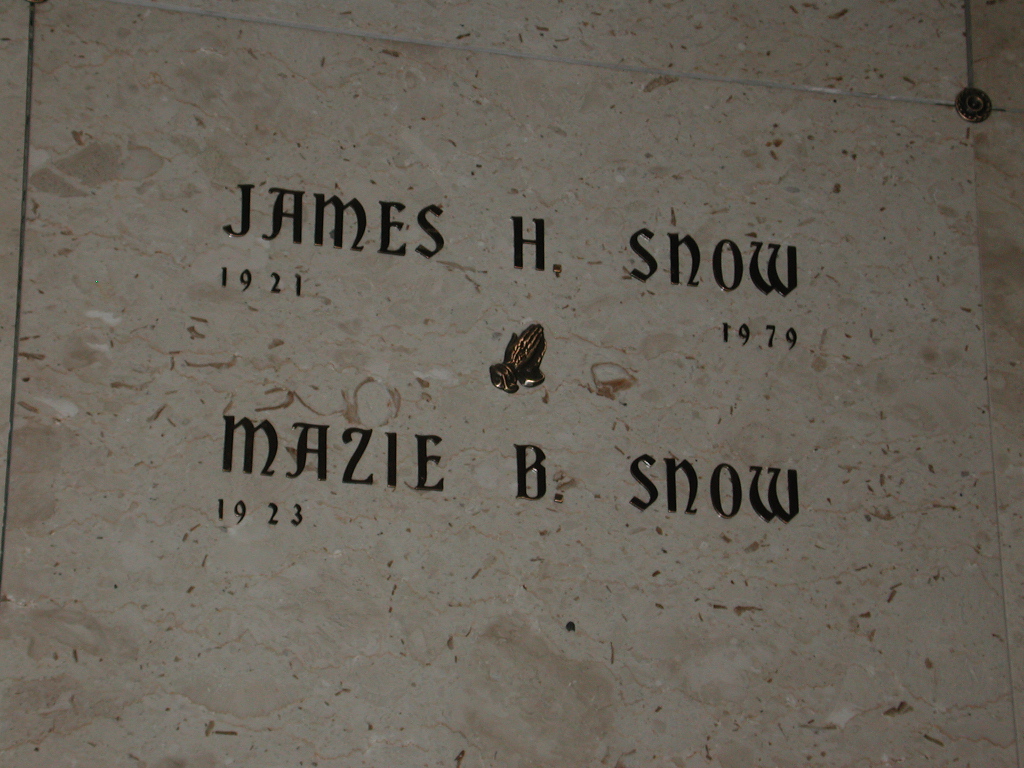 JAMES H. SNOW
1921 1979
MAZIE B. SNOW
1923